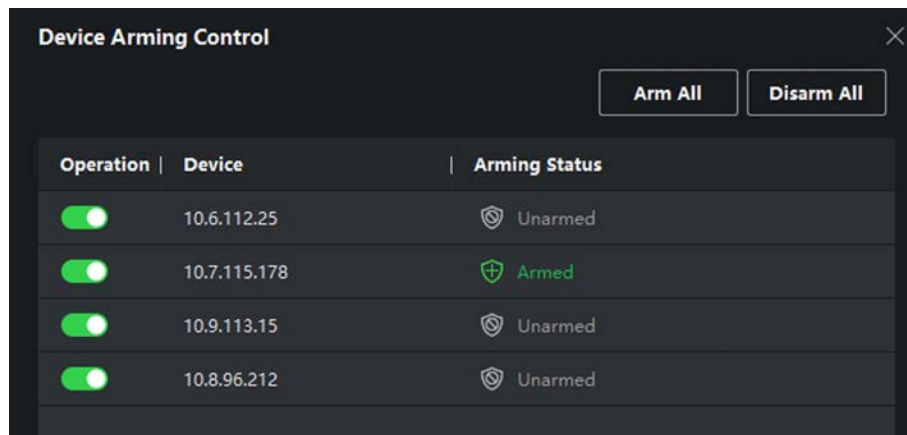 Device Arming Control
Arm All Disarm All
Operation | Device | Arming Status
10.6.112.25 Unarmed
10.7.115.178 Armed
10.9.113.15 Unarmed
10.8.96.212 Unarmed